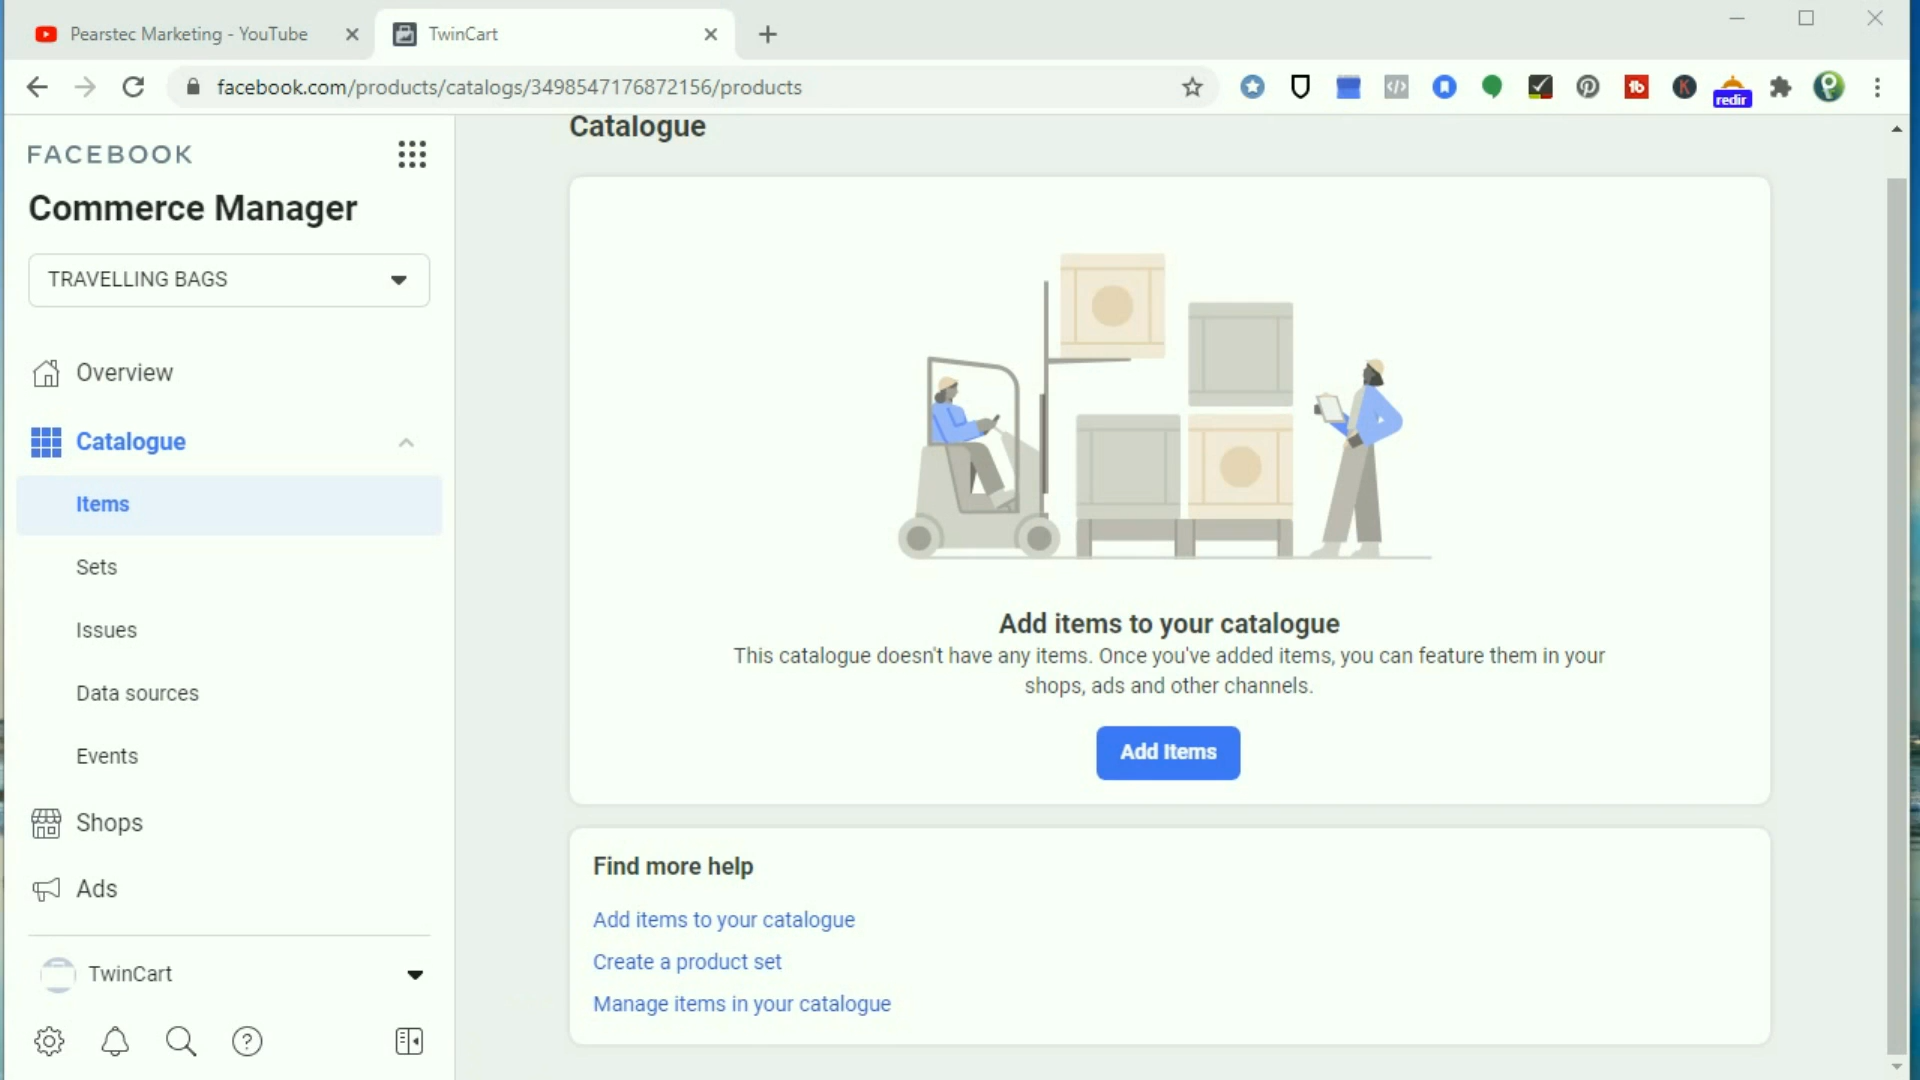 Pearstec Marketing - YouTube
TwinCart
facebook.com/products/catalogs/3498547176872156/products
redir
FACEBOOK
Commerce Manager
TRAVELLING BAGS
Overview
Catalogue
Items
Sets
Issues
Data sources
Events
Shops
Ads
TwinCart
Catalogue
Add items to your catalogue
This catalogue doesn't have any items. Once you've added items, you can feature them in your
shops, ads and other channels.
Add Items
Find more help
Add items to your catalogue
Create a product set
Manage items in your catalogue